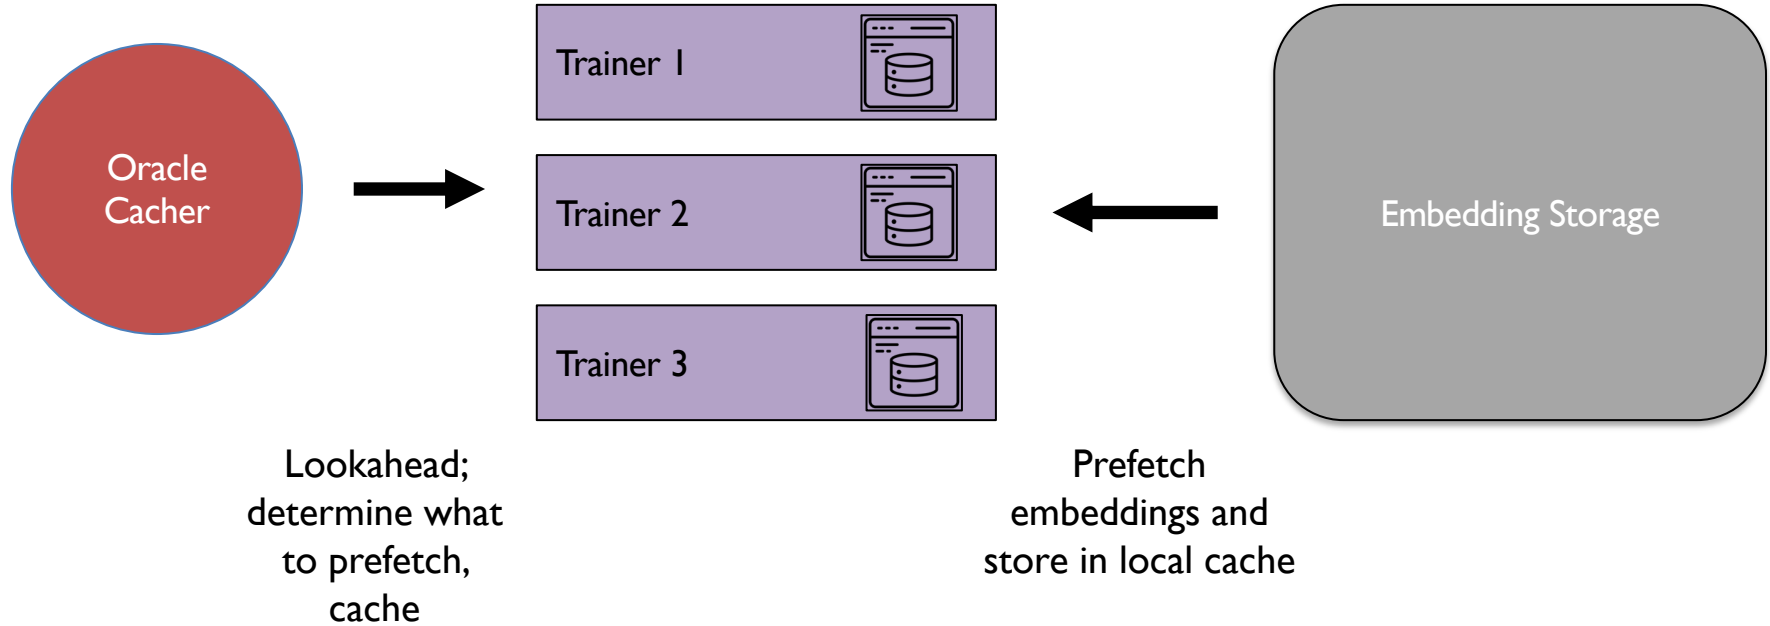 Oracle
Cacher
Trainer 1
Trainer 2
Trainer 3
Embedding Storage
Lookahead;
determine what
to prefetch,
cache
Prefetch
embeddings and
store in local cache